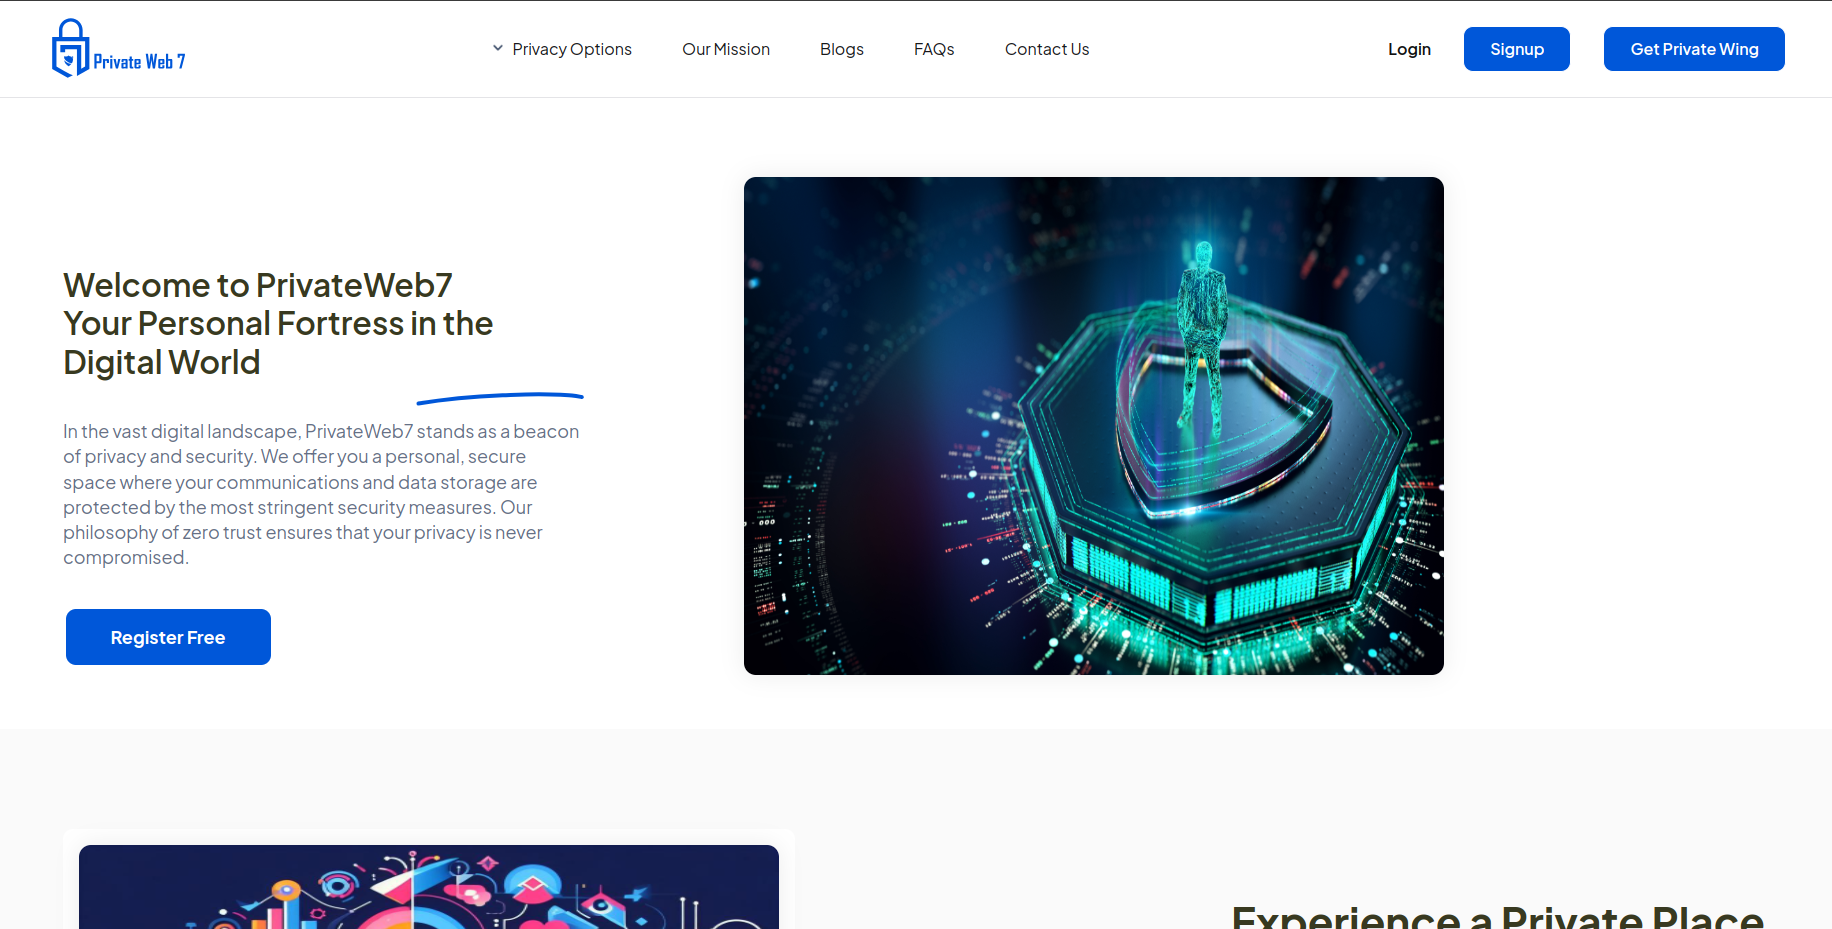 Private Web 7
Privacy Options
Our Mission
Blogs
FAQs
Contact Us
Login
Signup
Get Private Wing
Welcome to PrivateWeb7
Your Personal Fortress in the
Digital World
In the vast digital landscape, PrivateWeb7 stands as a beacon
of privacy and security. We offer you a personal, secure
space where your communications and data storage are
protected by the most stringent security measures. Our
philosophy of zero trust ensures that your privacy is never
compromised.
Register Free
Experience a Private Place